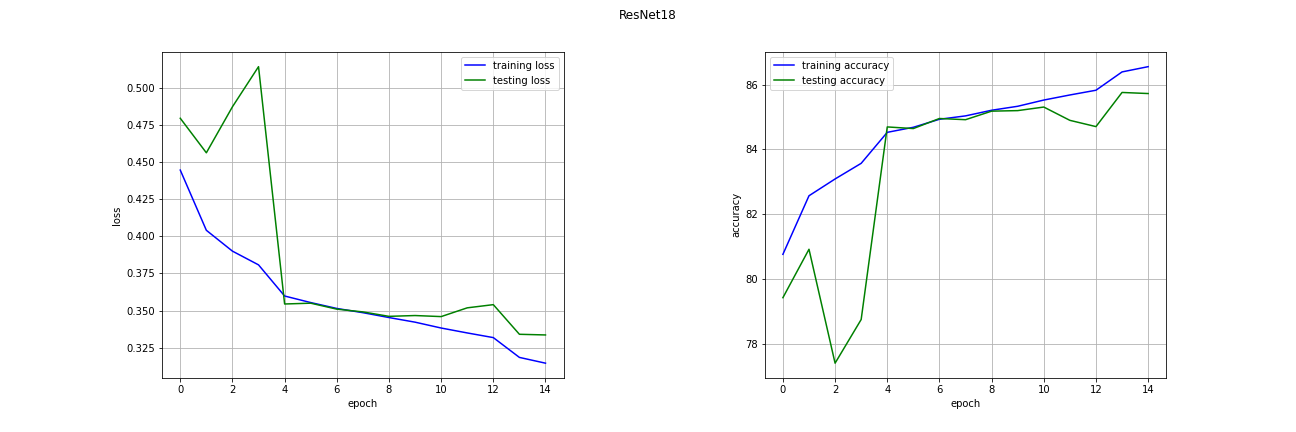 ResNet18
training loss
testing loss
0.500
0.475
0.450
0.425
0.400
0.375
0.350
0.325
loss
0 2 4 6 8 10 12 14
epoch
training accuracy
testing accuracy
86
84
82
80
78
accuracy
0 2 4 6 8 10 12 14
epoch